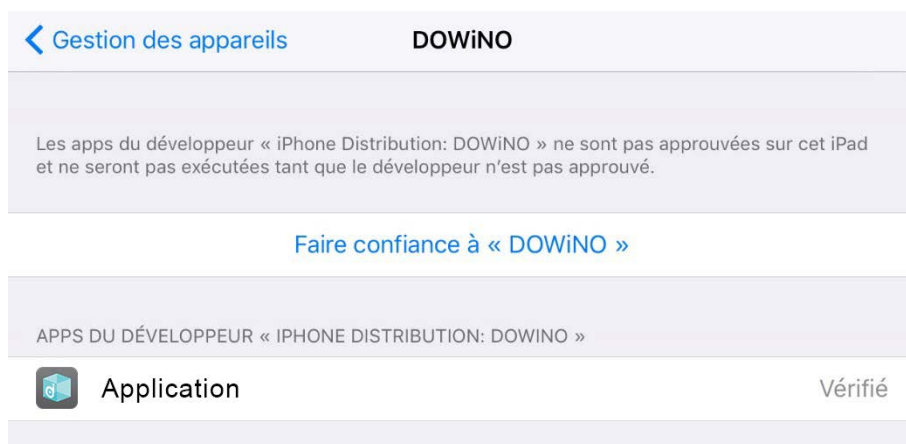 Gestion des appareils
DOWiNO
Les apps du développeur « iPhone Distribution: DOWiNO » ne sont pas approuvées sur cet iPad
et ne seront pas exécutées tant que le développeur n'est pas approuvé.
Faire confiance à « DOWiNO »
APPS DU DÉVELOPPEUR « IPHONE DISTRIBUTION: DOWINO »
Application
Vérifié